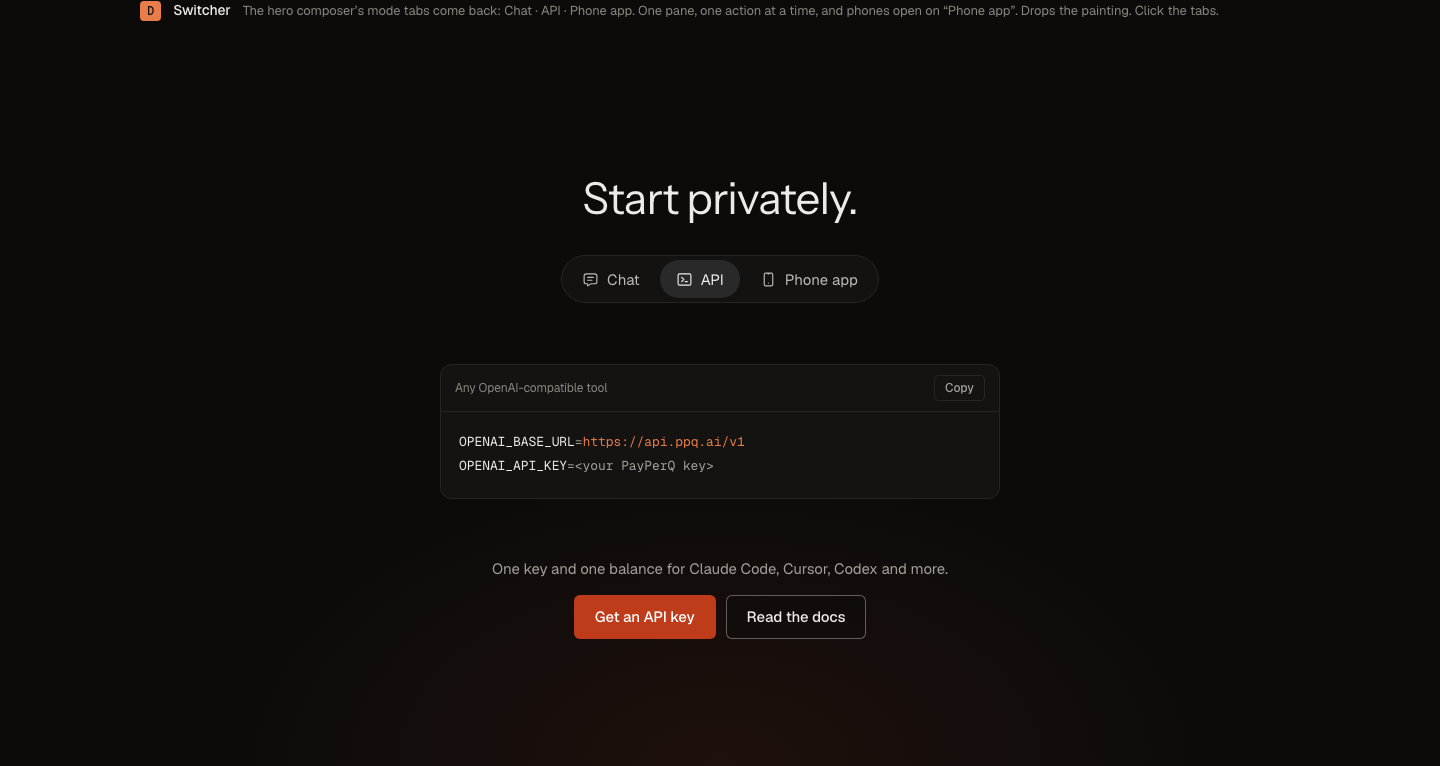 D Switcher The hero composer’s mode tabs come back: Chat · API · Phone app. One pane, one action at a time, and phones open on “Phone app”. Drops the painting. Click the tabs.
Start privately.
Chat API Phone app
Any OpenAI-compatible tool Copy
OPENAI_BASE_URL=https://api.ppq.ai/v1
OPENAI_API_KEY=<your PayPerQ key>
One key and one balance for Claude Code, Cursor, Codex and more.
Get an API key Read the docs